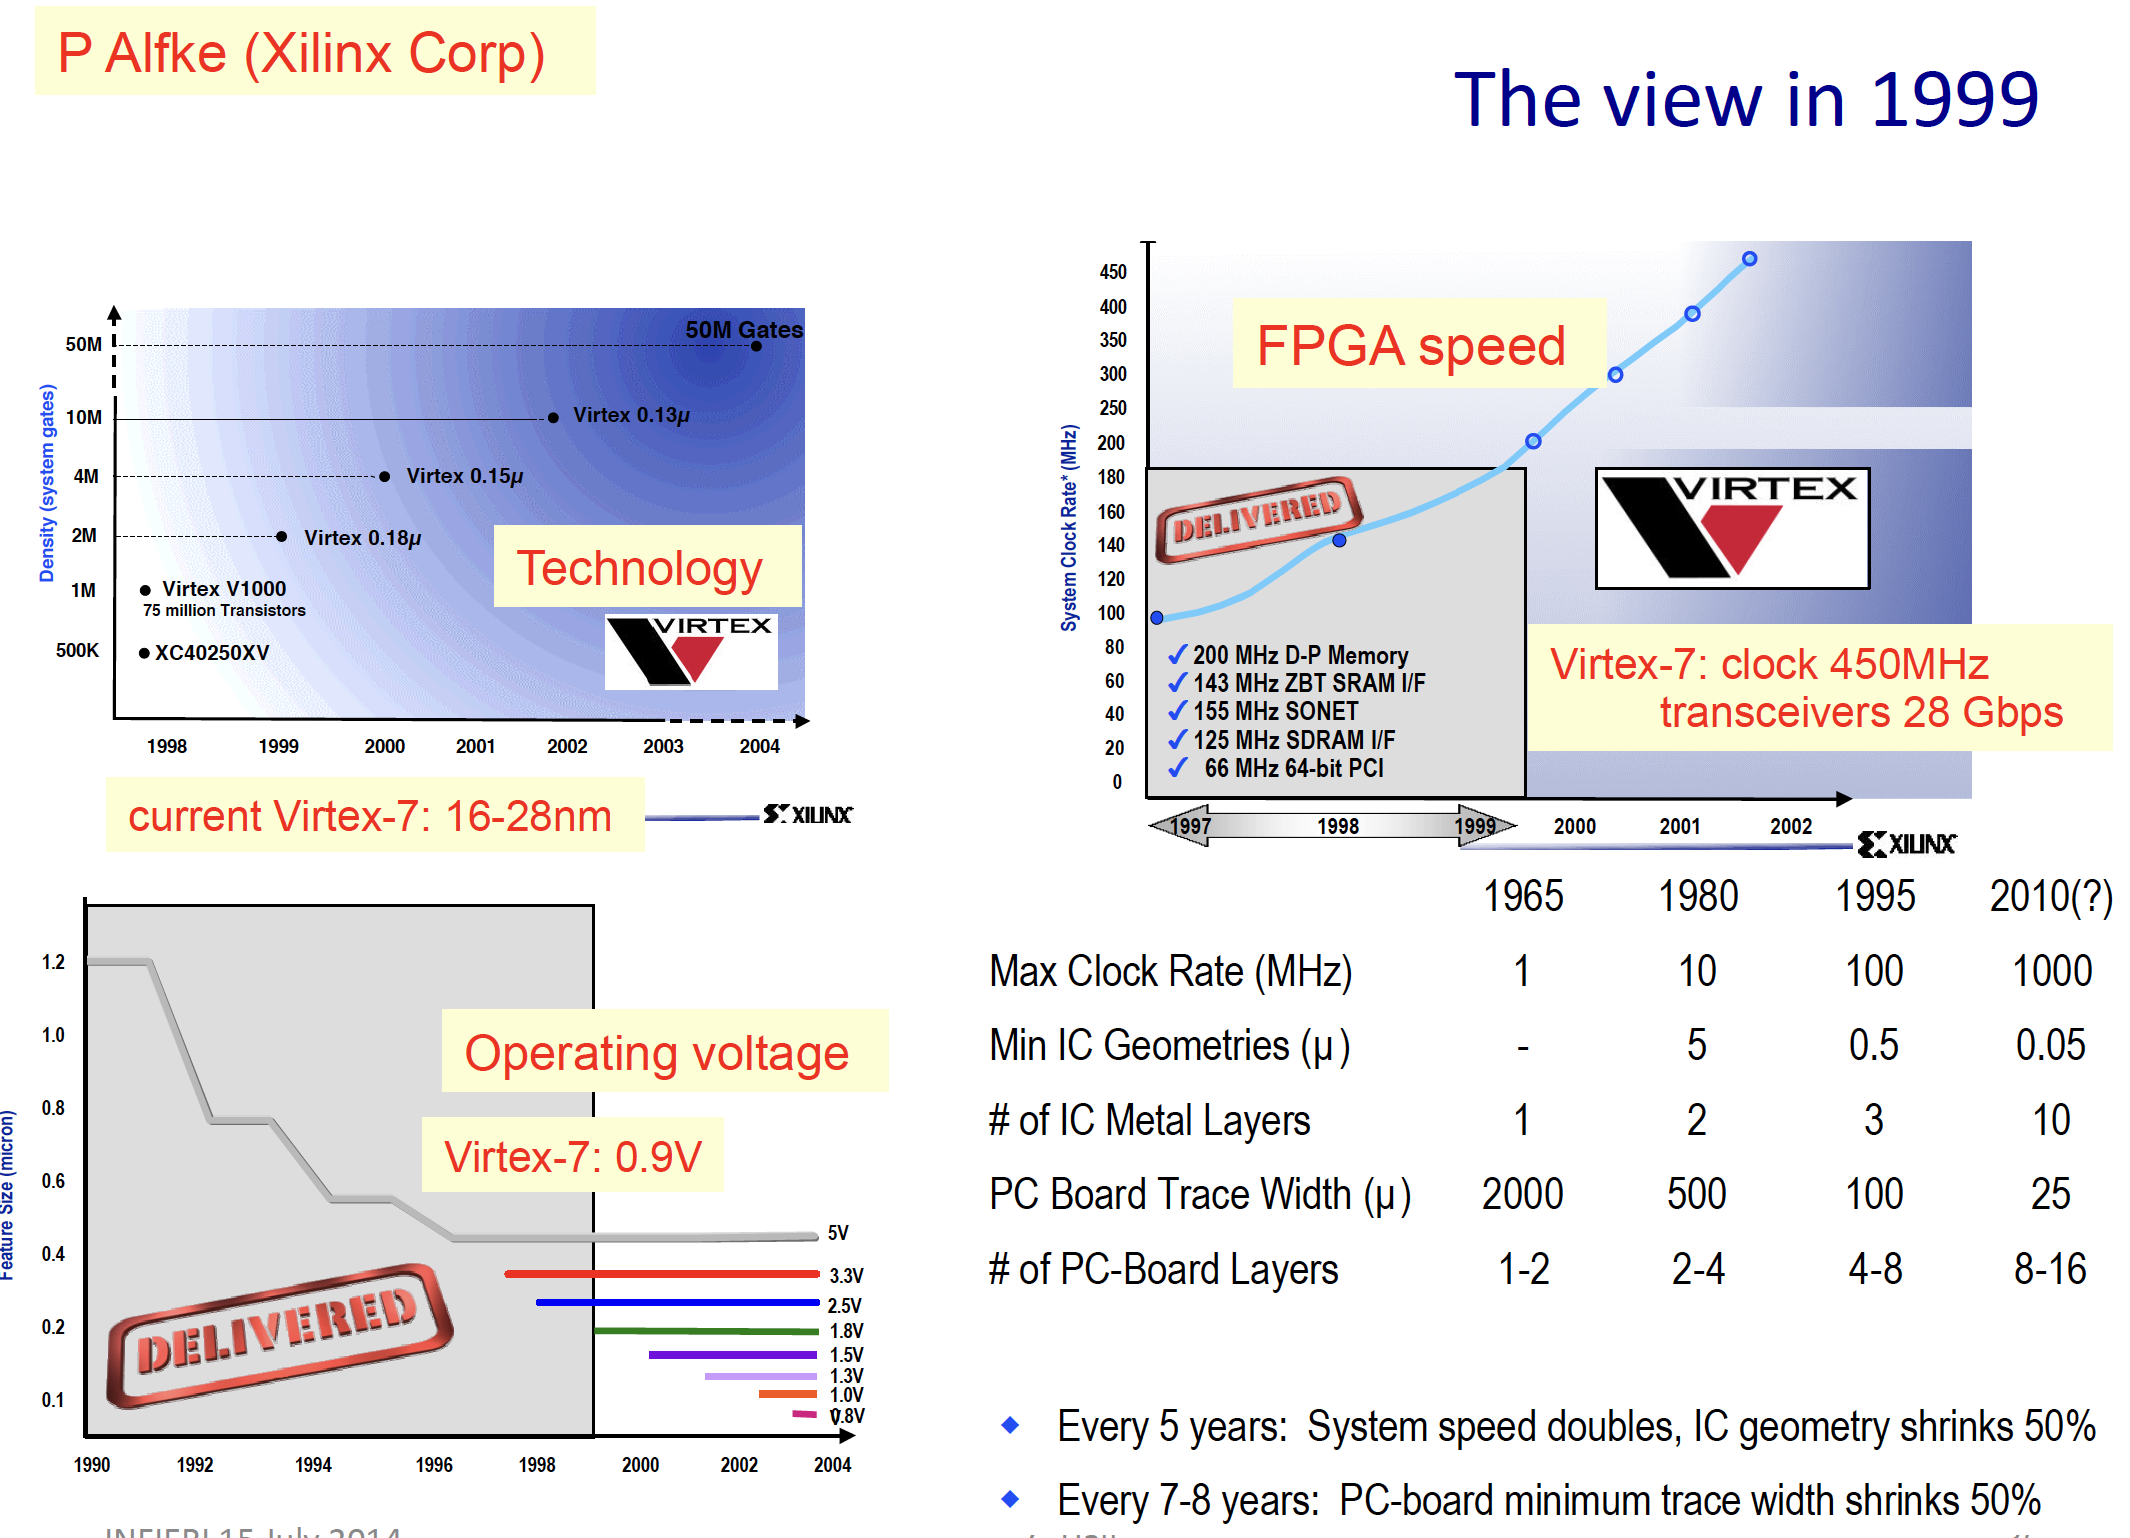 P Alfke (Xilinx Corp)
The view in 1999
Density (system gates)
50M
10M
4M
2M
1M
500K
50M Gates
Virtex 0.13µ
Virtex 0.15µ
Virtex 0.18µ
Virtex V1000
75 million Transistors
XC40250XV
Technology
VIRTEX
1998 1999 2000 2001 2002 2003 2004
current Virtex-7: 16-28nm
XILINX
System Clock Rate* (MHz)
450
400
350
300
250
200
180
160
140
120
100
80
60
40
20
0
FPGA speed
DELIVERED
VIRTEX
✓ 200 MHz D-P Memory
✓ 143 MHz ZBT SRAM I/F
✓ 155 MHz SONET
✓ 125 MHz SDRAM I/F
✓ 66 MHz 64-bit PCI
Virtex-7: clock 450MHz
transceivers 28 Gbps
1997 1998 1999 2000 2001 2002
XILINX
Feature Size (micron)
1.2
1.0
0.8
0.6
0.4
0.2
0.1
Operating voltage
Virtex-7: 0.9V
DELIVERED
5V
3.3V
2.5V
1.8V
1.5V
1.3V
1.0V
0.8V
1990 1992 1994 1996 1998 2000 2002 2004
1965 1980 1995 2010(?)
Max Clock Rate (MHz) 1 10 100 1000
Min IC Geometries (µ) - 5 0.5 0.05
# of IC Metal Layers 1 2 3 10
PC Board Trace Width (µ) 2000 500 100 25
# of PC-Board Layers 1-2 2-4 4-8 8-16
◆ Every 5 years: System speed doubles, IC geometry shrinks 50%
◆ Every 7-8 years: PC-board minimum trace width shrinks 50%
INFIERI 15 July 2014